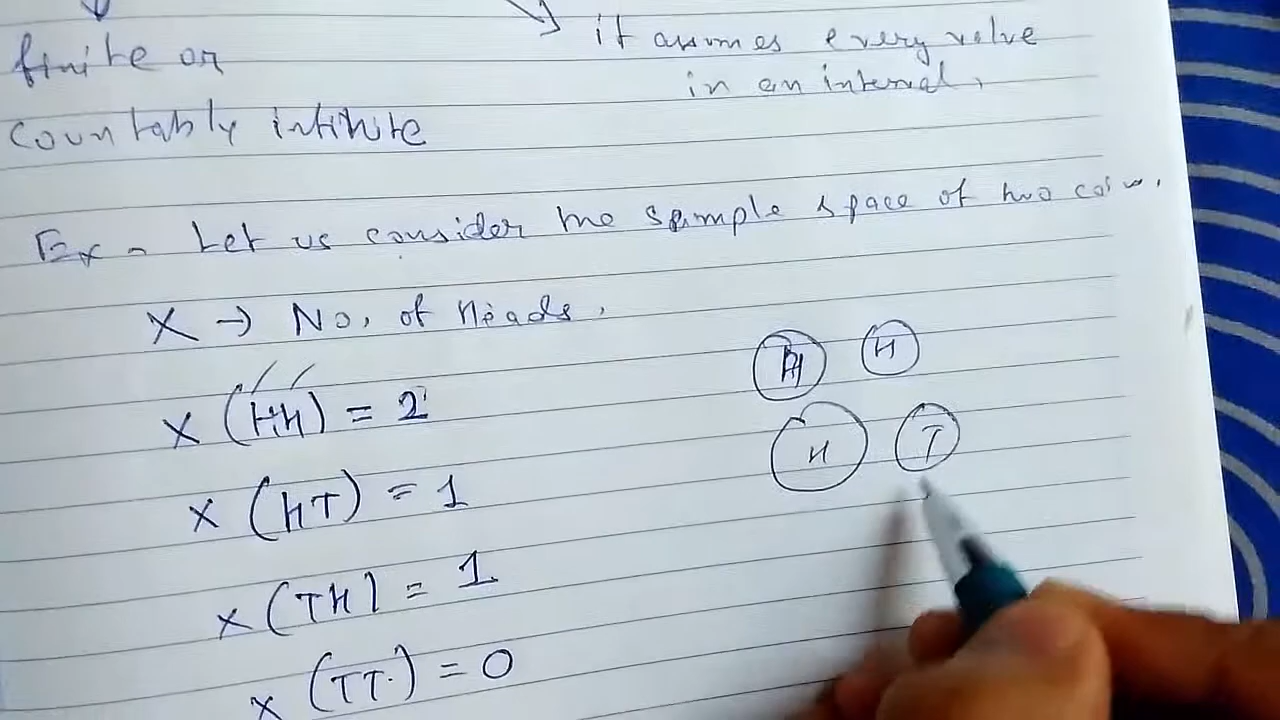 finite or
countably infinite
it assumes every value
in an interval.
Ex - Let us consider the sample space of two coins.
X → No. of Heads.
X (HH) = 2
X (HT) = 1
X (TH) = 1
X (TT) = 0
H H
H T